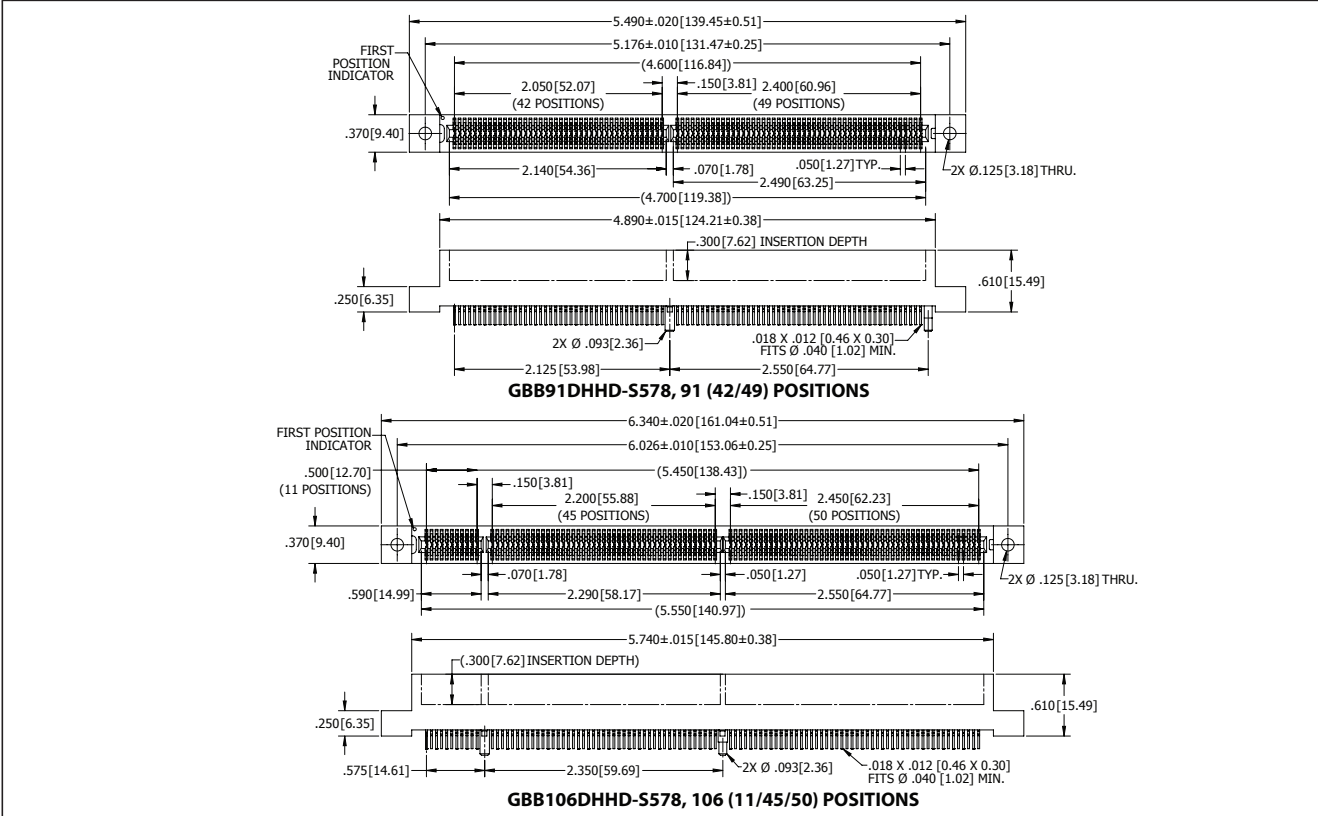 5.490±.020[139.45±0.51]
5.176±.010[131.47±0.25]
FIRST
POSITION
INDICATOR
(4.600[116.84])
2.050[52.07]
(42 POSITIONS)
.150[3.81]
2.400[60.96]
(49 POSITIONS)
.370[9.40]
2.140[54.36]
.070[1.78]
.050[1.27]TYP.
2X Ø.125[3.18]THRU.
2.490[63.25]
(4.700[119.38])
4.890±.015[124.21±0.38]
.300[7.62] INSERTION DEPTH
.610[15.49]
.250[6.35]
2X Ø .093[2.36]
.018 X .012 [0.46 X 0.30]
FITS Ø .040 [1.02] MIN.
2.125[53.98]
2.550[64.77]
GBB91DHHD-S578, 91 (42/49) POSITIONS
6.340±.020[161.04±0.51]
FIRST POSITION
INDICATOR
6.026±.010[153.06±0.25]
.500[12.70]
(11 POSITIONS)
(5.450[138.43])
.150[3.81]
2.200[55.88]
(45 POSITIONS)
.150[3.81]
2.450[62.23]
(50 POSITIONS)
.370[9.40]
.070[1.78]
.050[1.27]
.050[1.27]TYP.
2X Ø .125[3.18]THRU.
.590[14.99]
2.290[58.17]
2.550[64.77]
(5.550[140.97])
5.740±.015[145.80±0.38]
(.300[7.62]INSERTION DEPTH)
.610[15.49]
.250[6.35]
.575[14.61]
2.350[59.69]
2X Ø .093[2.36]
.018 X .012 [0.46 X 0.30]
FITS Ø .040 [1.02] MIN.
GBB106DHHD-S578, 106 (11/45/50) POSITIONS